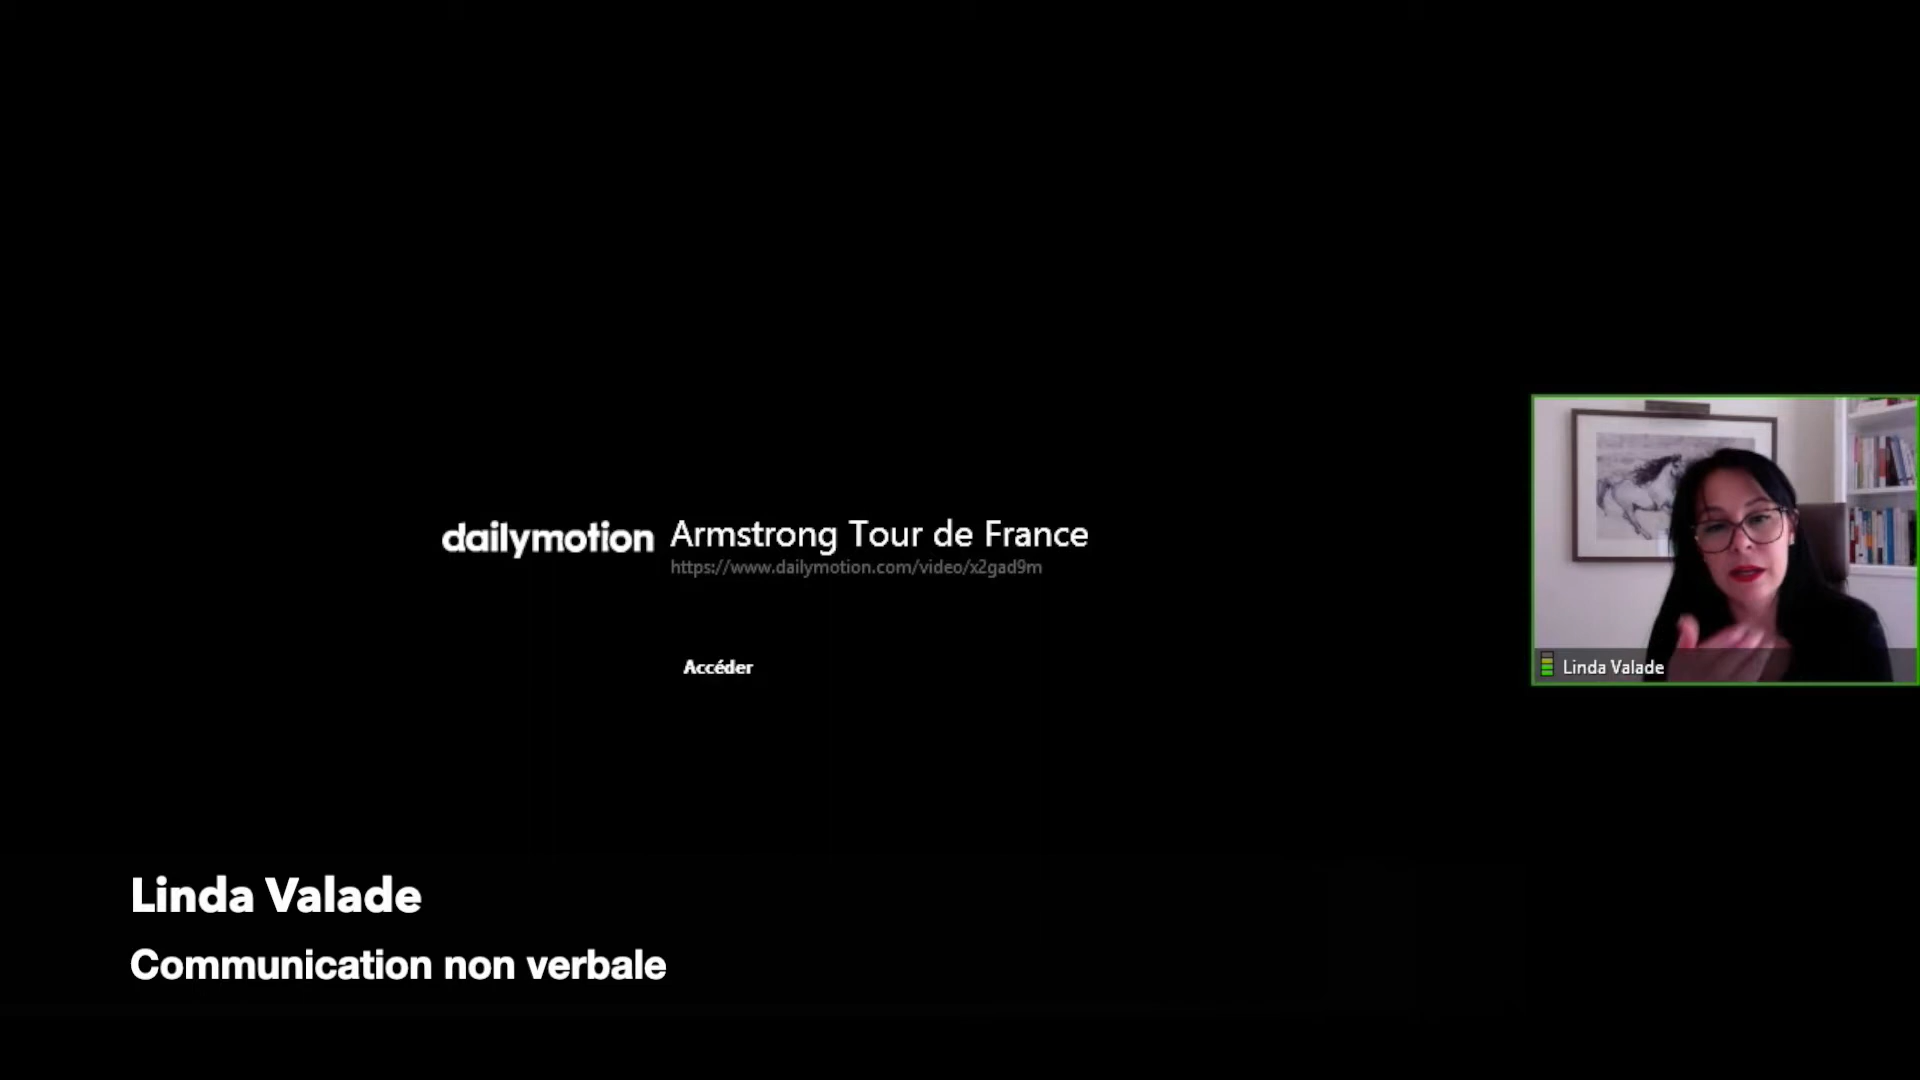 dailymotion Armstrong Tour de France
https://www.dailymotion.com/video/x2gad9m
Accéder
Linda Valade
Linda Valade
Communication non verbale